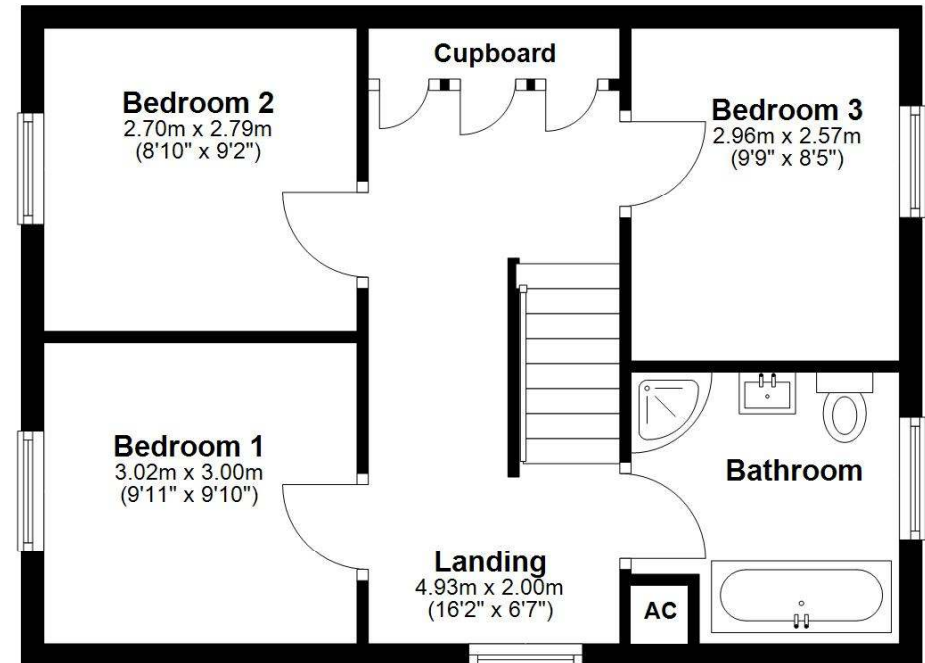 Cupboard
Bedroom 2
2.70m x 2.79m
(8'10" x 9'2")
Bedroom 3
2.96m x 2.57m
(9'9" x 8'5")
Bedroom 1
3.02m x 3.00m
(9'11" x 9'10")
Bathroom
Landing
4.93m x 2.00m
(16'2" x 6'7")
AC